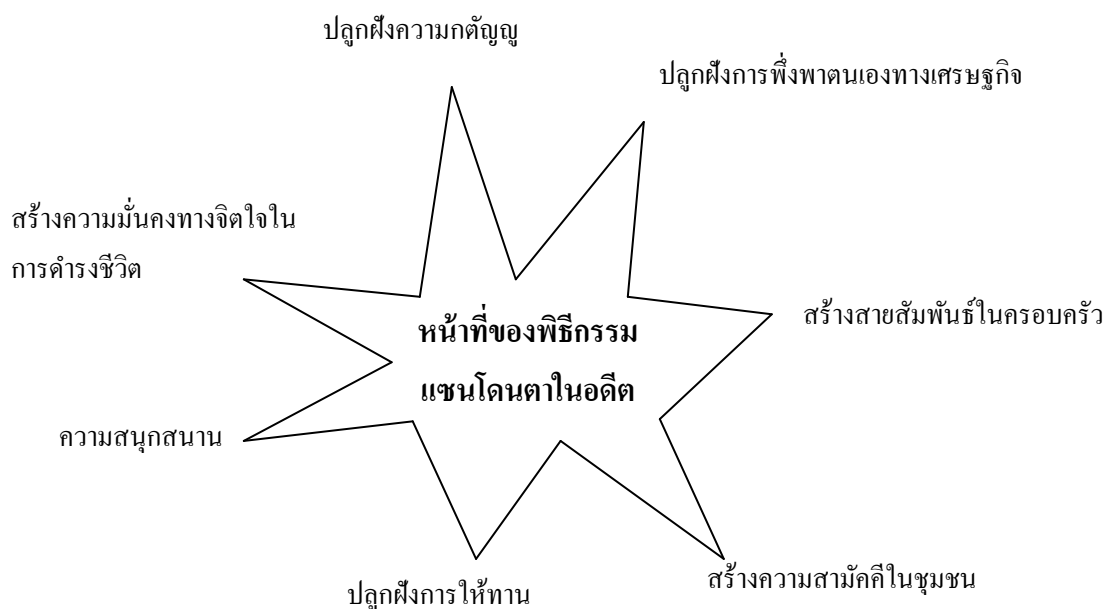 ปลูกฝังความกตัญญู
ปลูกฝังการพึ่งพาตนเองทางเศรษฐกิจ
สร้างความมั่นคงทางจิตใจใน
การดำรงชีวิต
หน้าที่ของพิธีกรรม
แซนโดนตาในอดีต
สร้างสายสัมพันธ์ในครอบครัว
ความสนุกสนาน
ปลูกฝังการให้ทาน
สร้างความสามัคคีในชุมชน